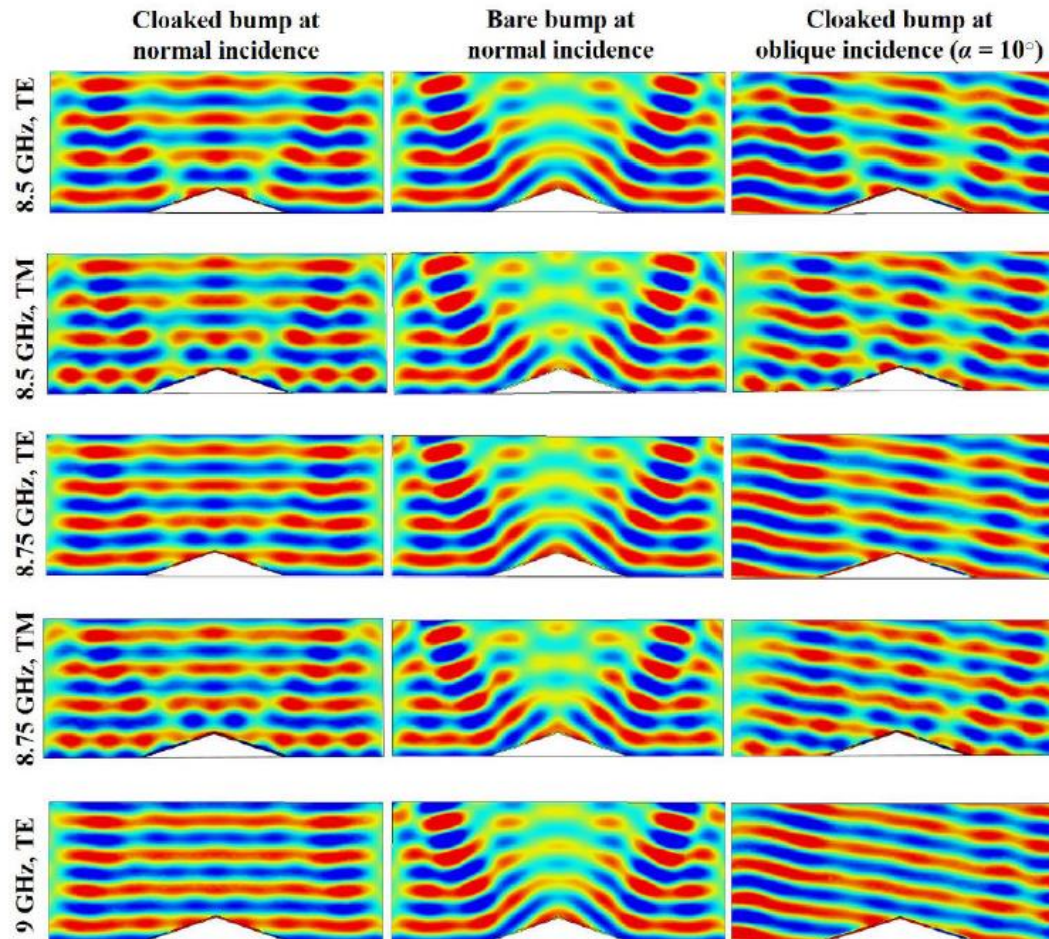 Cloaked bump at
normal incidence
Bare bump at
normal incidence
Cloaked bump at
oblique incidence (α = 10°)
8.5 GHz, TE
8.5 GHz, TM
8.75 GHz, TE
8.75 GHz, TM
9 GHz, TE